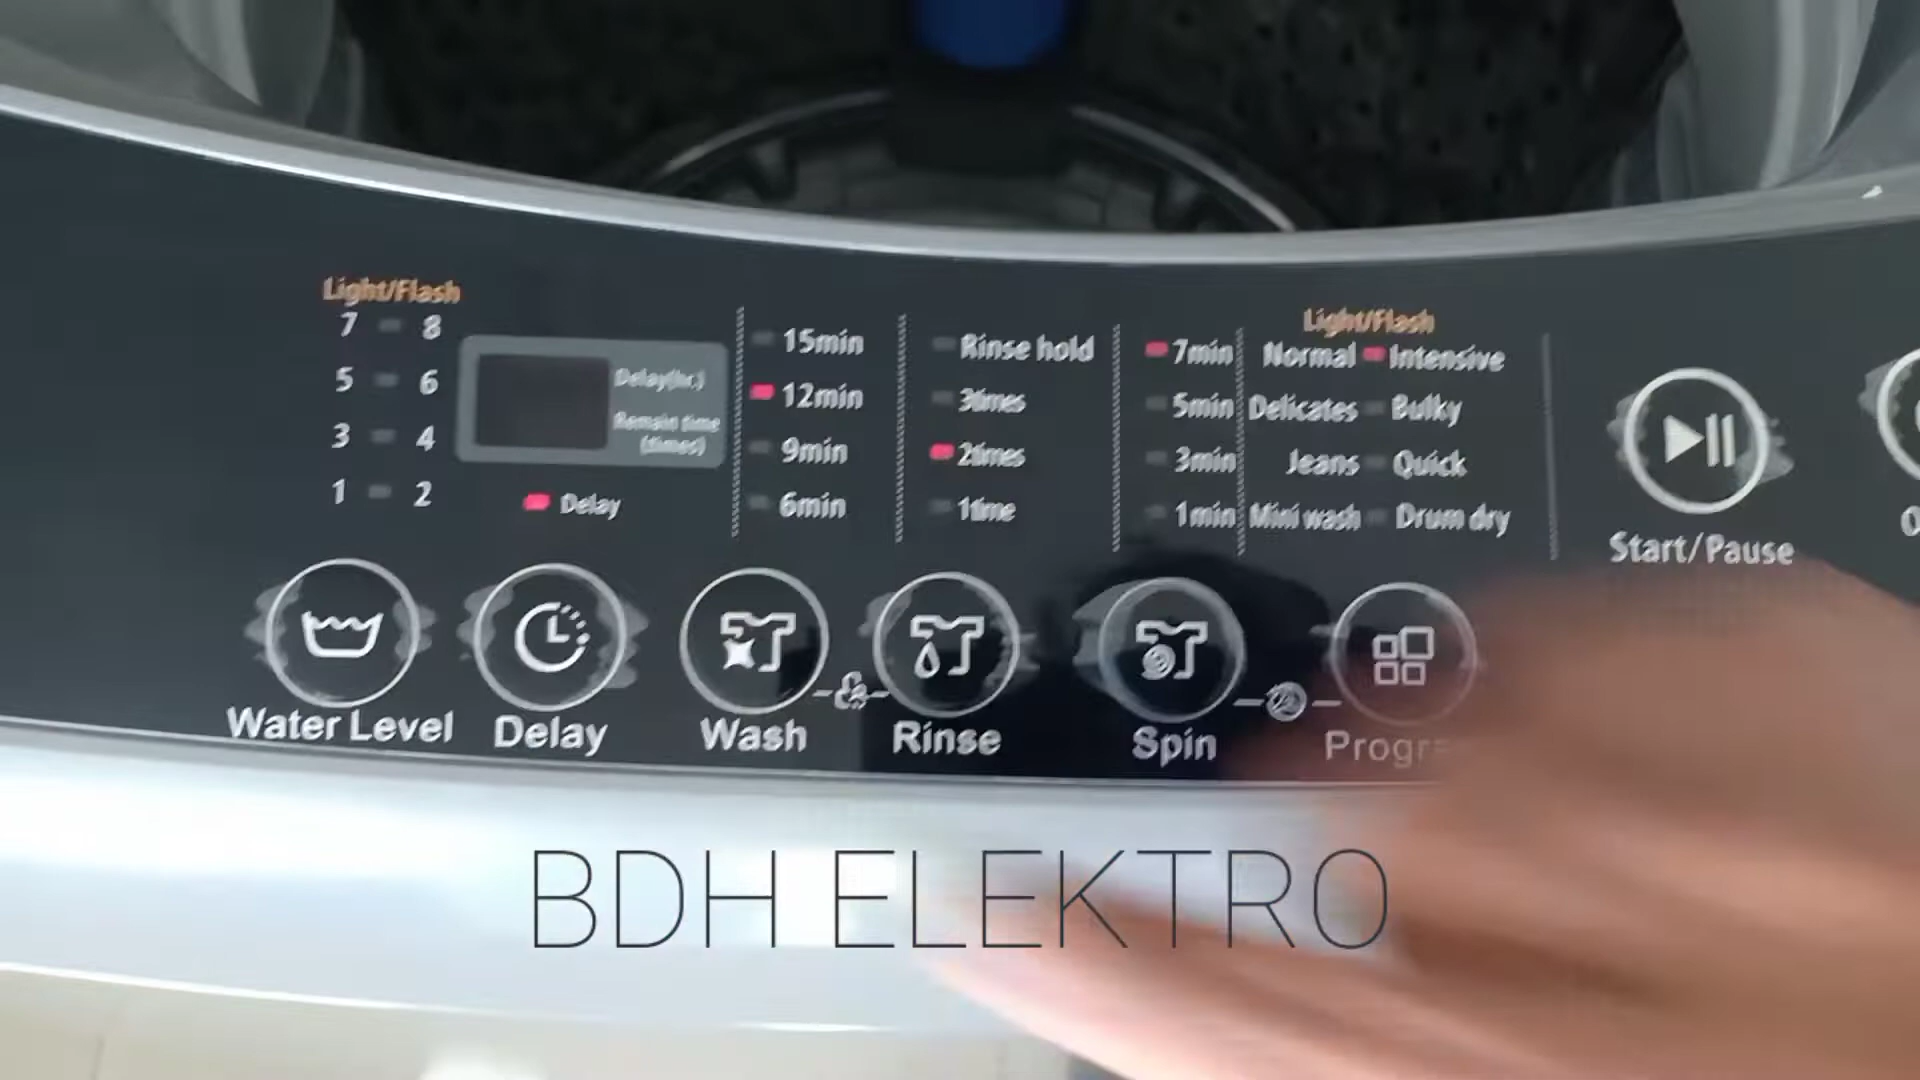 Light/Flash
7 8
5 6
3 4
1 2
Delay(hr.)
Remain time
(times)
Delay
15min
12min
9min
6min
Rinse hold
3times
2times
1time
7min
5min
3min
1min
Light/Flash
Normal Intensive
Delicates Bulky
Jeans Quick
Mini wash Drum dry
Start/Pause
Water Level
Delay
Wash
Rinse
Spin
BDH ELEKTRO